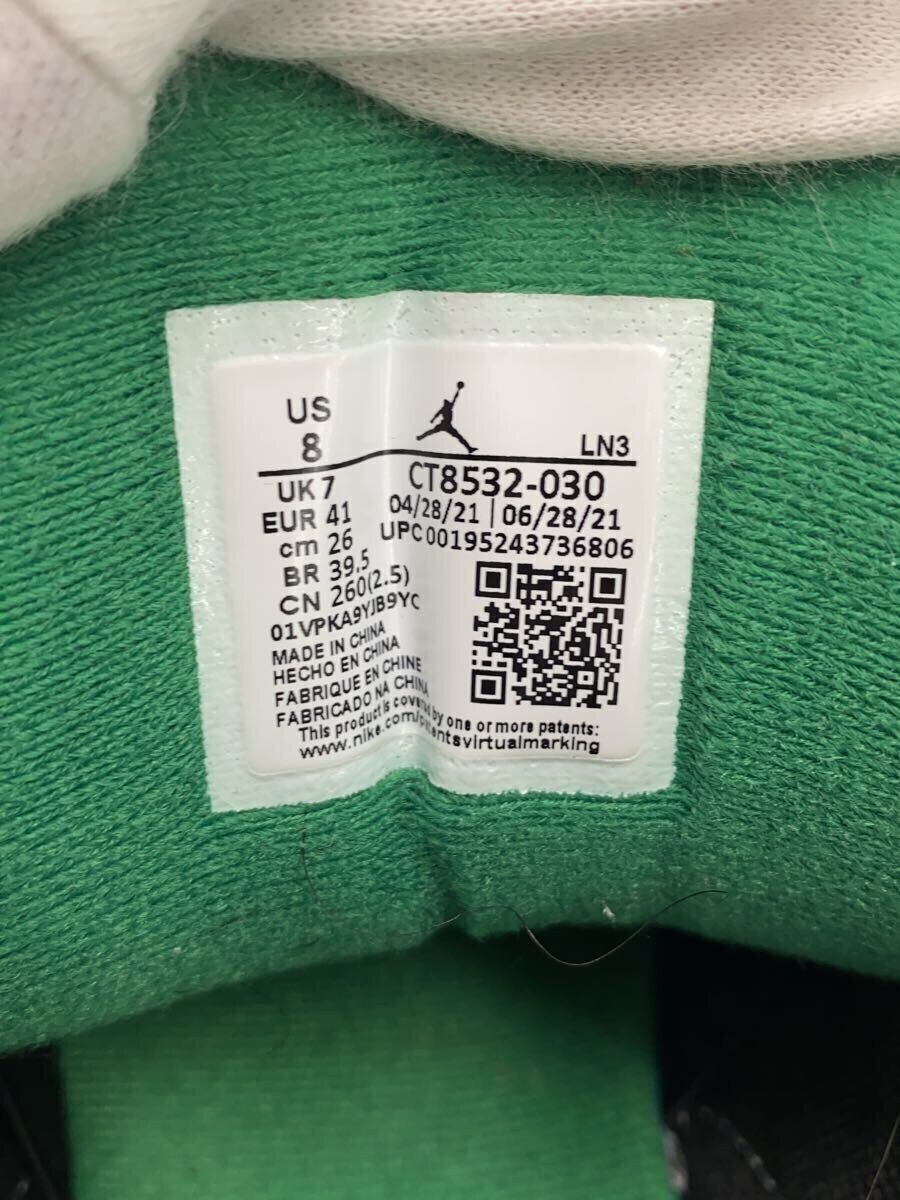 US
8
LN3
UK 7
EUR 41
cm 26
BR 39.5
CN 260(2.5)
01VPKA9YJB9YC
CT8532-030
04/28/21 | 06/28/21
UPC 00195243736806
MADE IN CHINA
HECHO EN CHINA
FABRIQUE EN CHINE
FABRICADO NA CHINA
This product is covered by one or more patents:
www.nike.com/patentsvirtualmarking